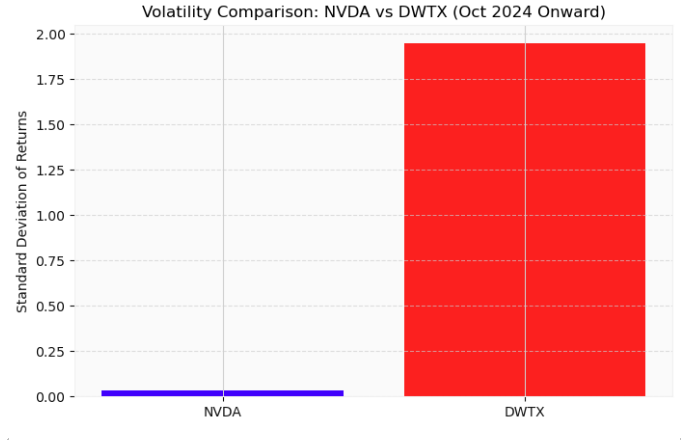 Volatility Comparison: NVDA vs DWTX (Oct 2024 Onward)
Standard Deviation of Returns
2.00
1.75
1.50
1.25
1.00
0.75
0.50
0.25
0.00
NVDA
DWTX